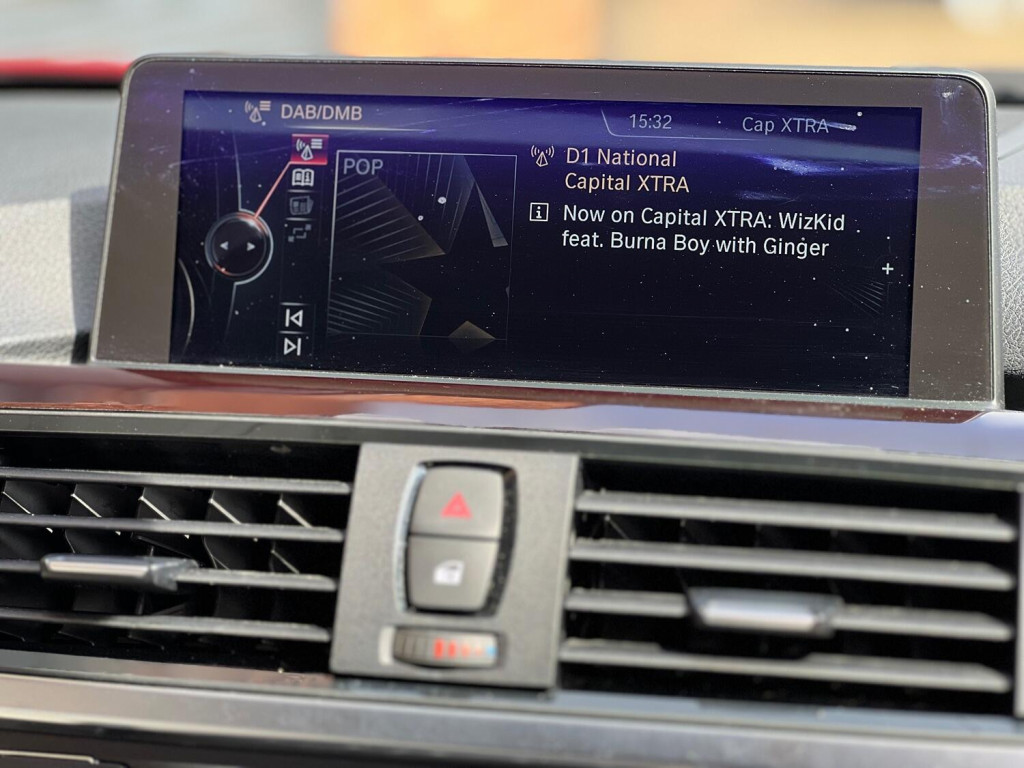 DAB/DMB
15:32
Cap XTRA
POP
D1 National
Capital XTRA
Now on Capital XTRA: WizKid
feat. Burna Boy with Ginger